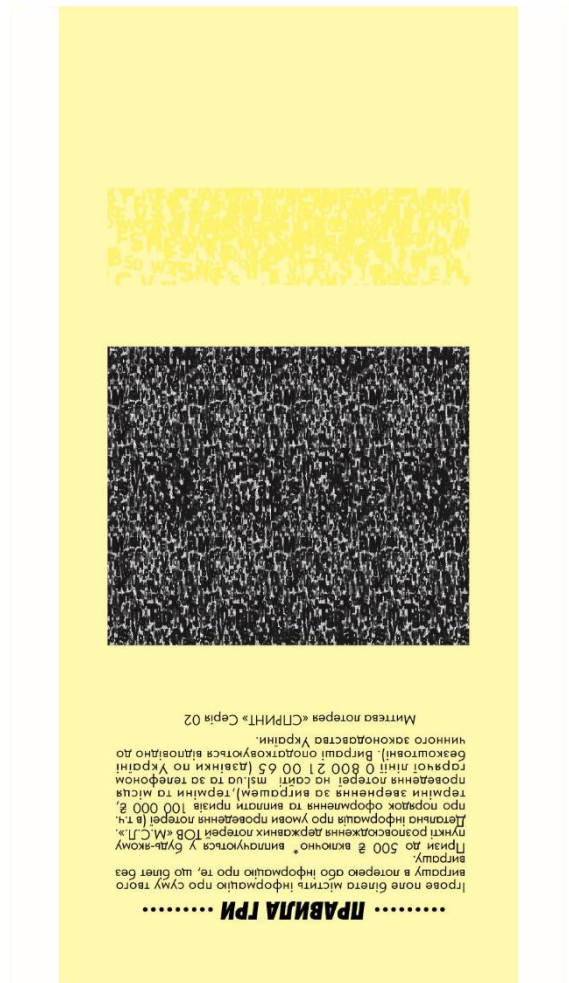 ПРАВИЛА ГРИ
Ігрове поле білета містить інформацію про суму твого
виграшу в лотерею або інформацію про те, що білет без
виграшу.
Призи до 500 ₴ включно* виплачуються у будь-якому
пункті розповсюдження державних лотерей ТОВ «М.С.Л.».
Детальна інформація про умови проведення лотереї (в т.ч.
про порядок оформлення та виплати призів 100 000 ₴,
терміни звернення за виграшем),терміни та місця
проведення лотереї на сайті msl.ua та за телефоном
гарячої лінії 0 800 21 00 65 (дзвінки по Україні
безкоштовні). Виграші оподатковуються відповідно до
чинного законодавства України.
Миттєва лотерея «СПРИНТ» Серія 02